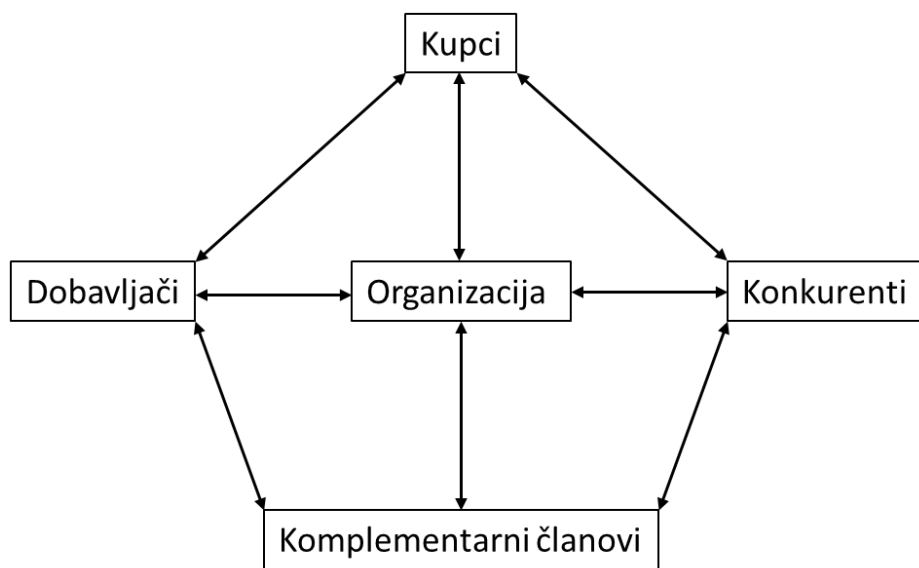 Kupci
Dobavljači
Organizacija
Konkurenti
Komplementarni članovi